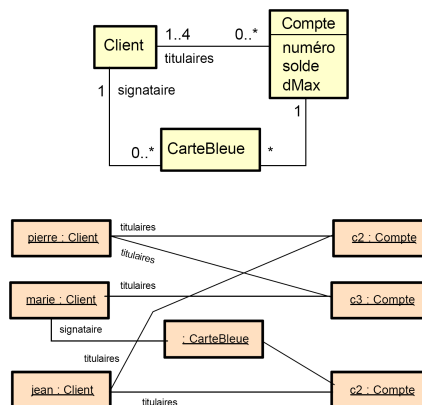 Compte
Client
1..4
0..*
titulaires
numéro
solde
dMax
1
signataire
1
0..*
CarteBleue
*
pierre : Client
titulaires
c2 : Compte
titulaires
marie : Client
titulaires
c3 : Compte
signataire
: CarteBleue
titulaires
jean : Client
titulaires
c2 : Compte